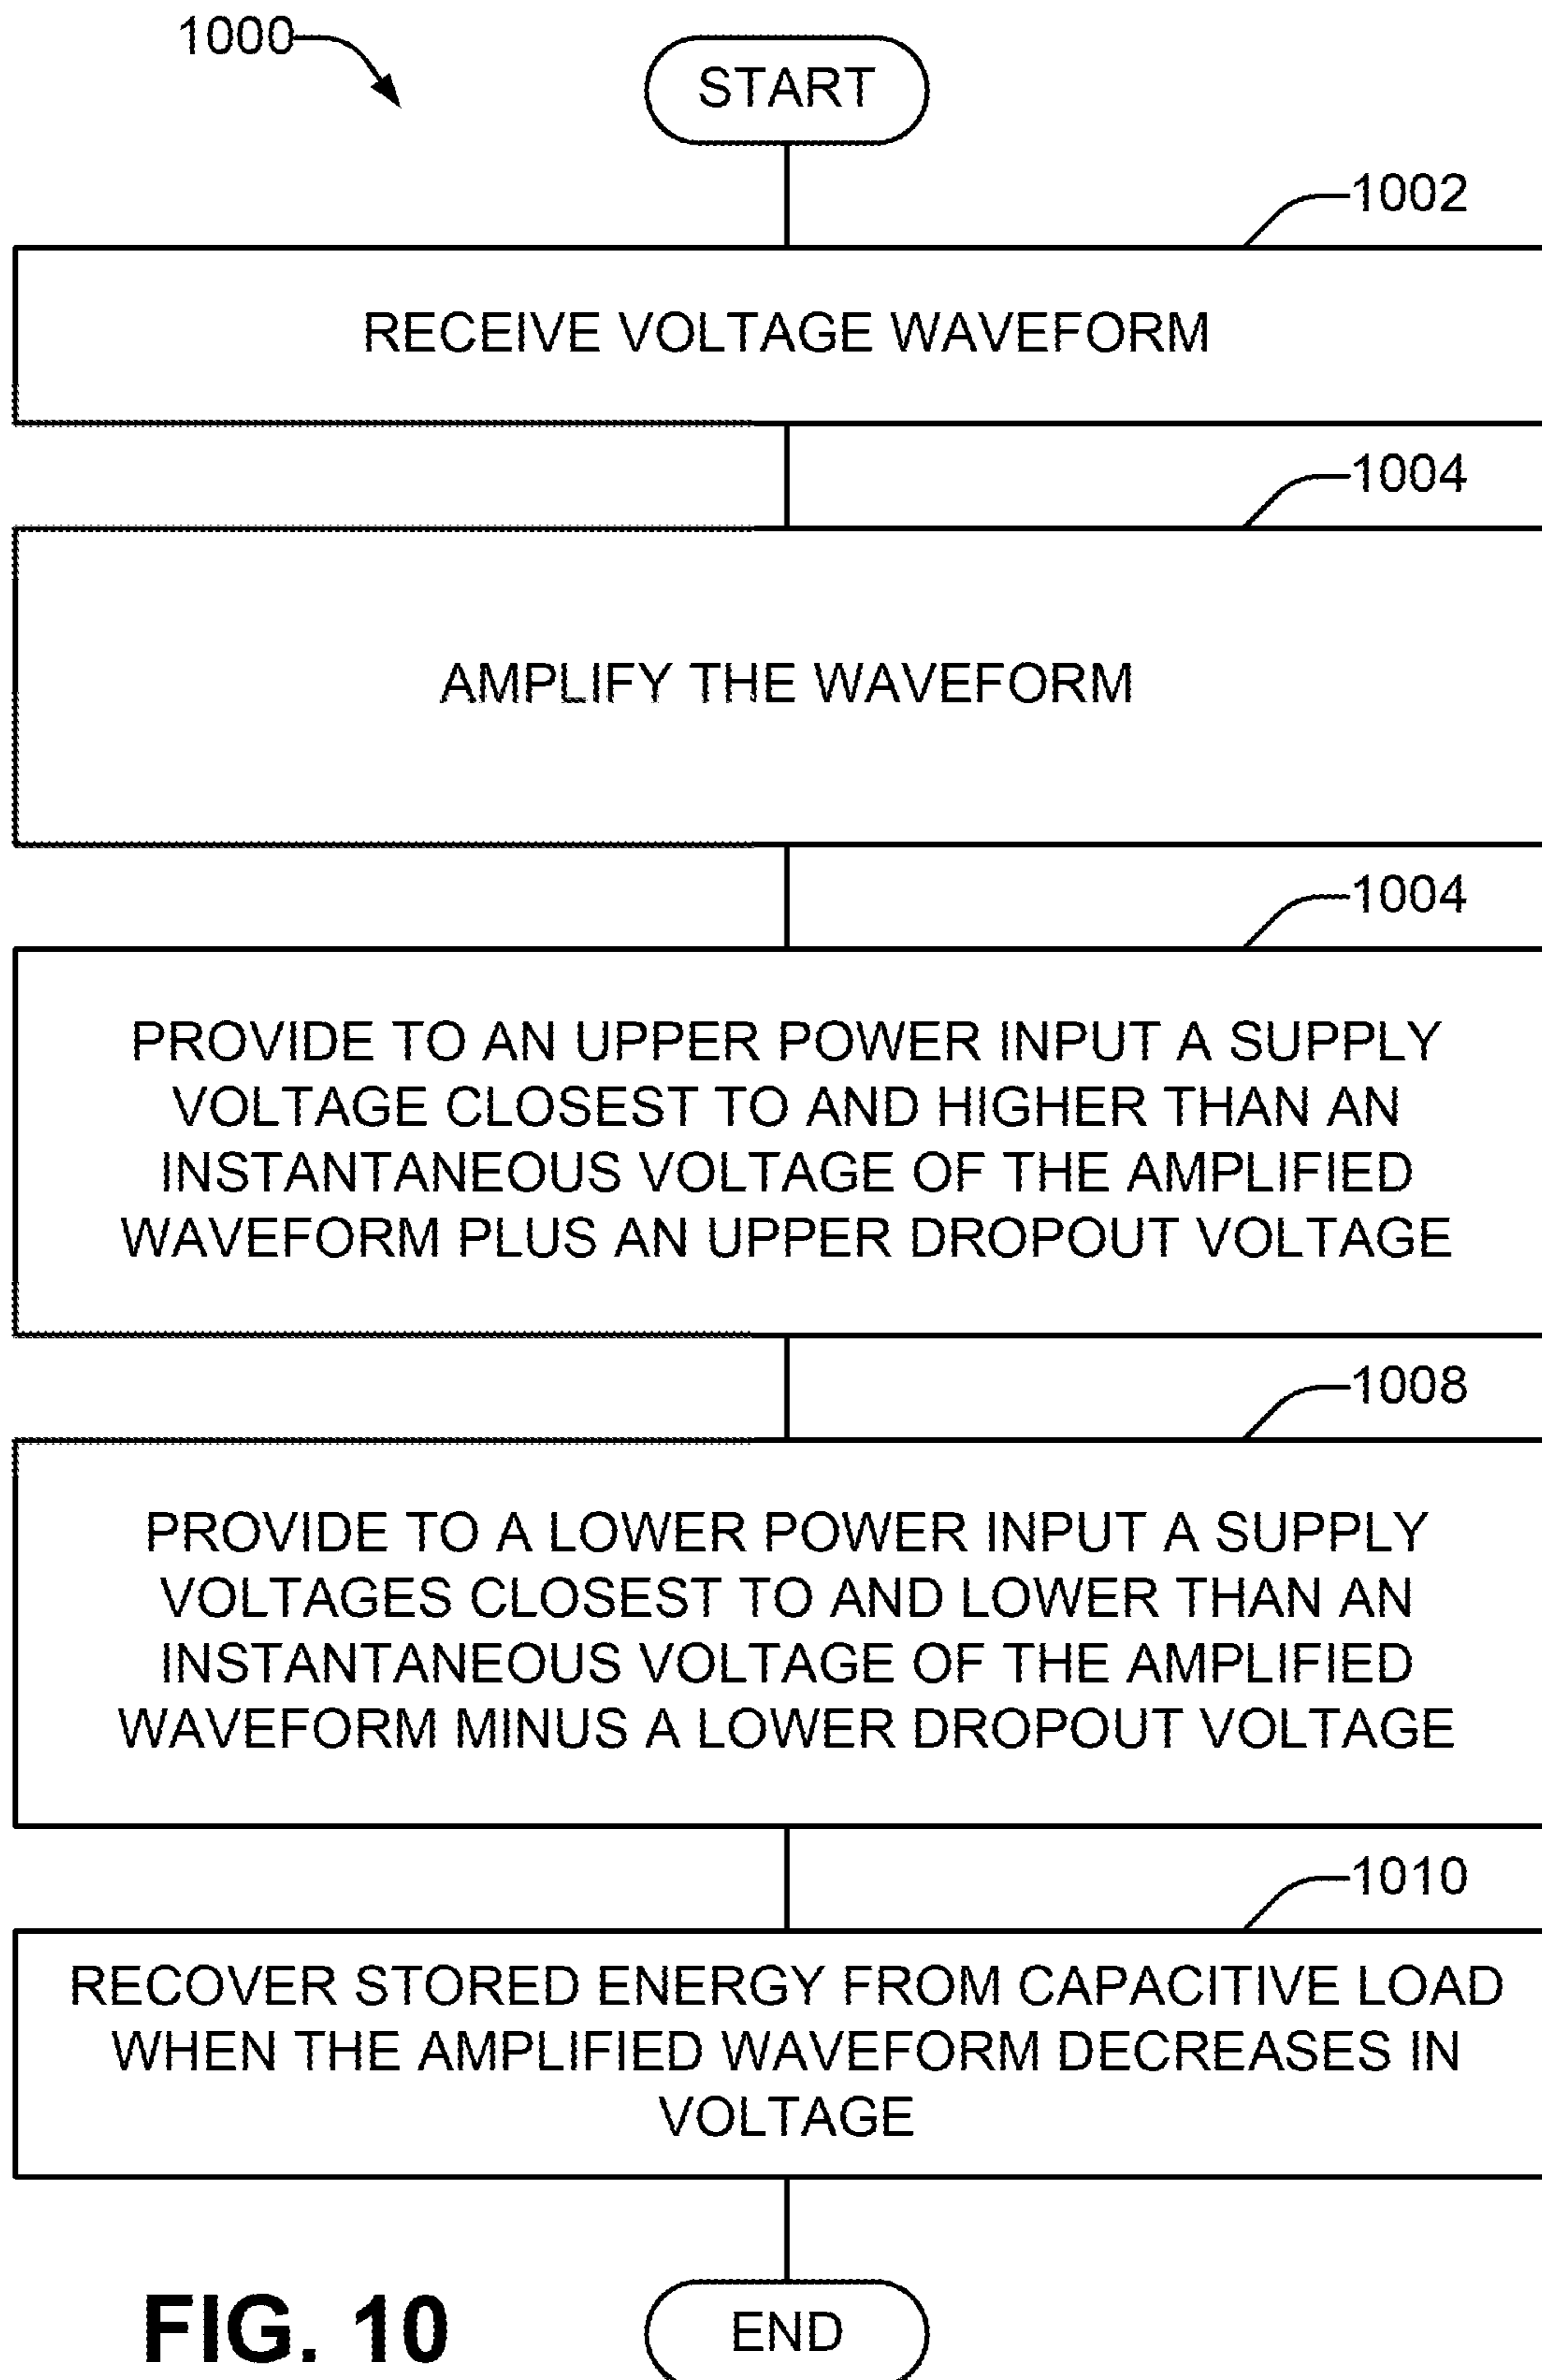 1000
START
1002
RECEIVE VOLTAGE WAVEFORM
1004
AMPLIFY THE WAVEFORM
1004
PROVIDE TO AN UPPER POWER INPUT A SUPPLY
VOLTAGE CLOSEST TO AND HIGHER THAN AN
INSTANTANEOUS VOLTAGE OF THE AMPLIFIED
WAVEFORM PLUS AN UPPER DROPOUT VOLTAGE
1008
PROVIDE TO A LOWER POWER INPUT A SUPPLY
VOLTAGES CLOSEST TO AND LOWER THAN AN
INSTANTANEOUS VOLTAGE OF THE AMPLIFIED
WAVEFORM MINUS A LOWER DROPOUT VOLTAGE
1010
RECOVER STORED ENERGY FROM CAPACITIVE LOAD
WHEN THE AMPLIFIED WAVEFORM DECREASES IN
VOLTAGE
FIG. 10
END